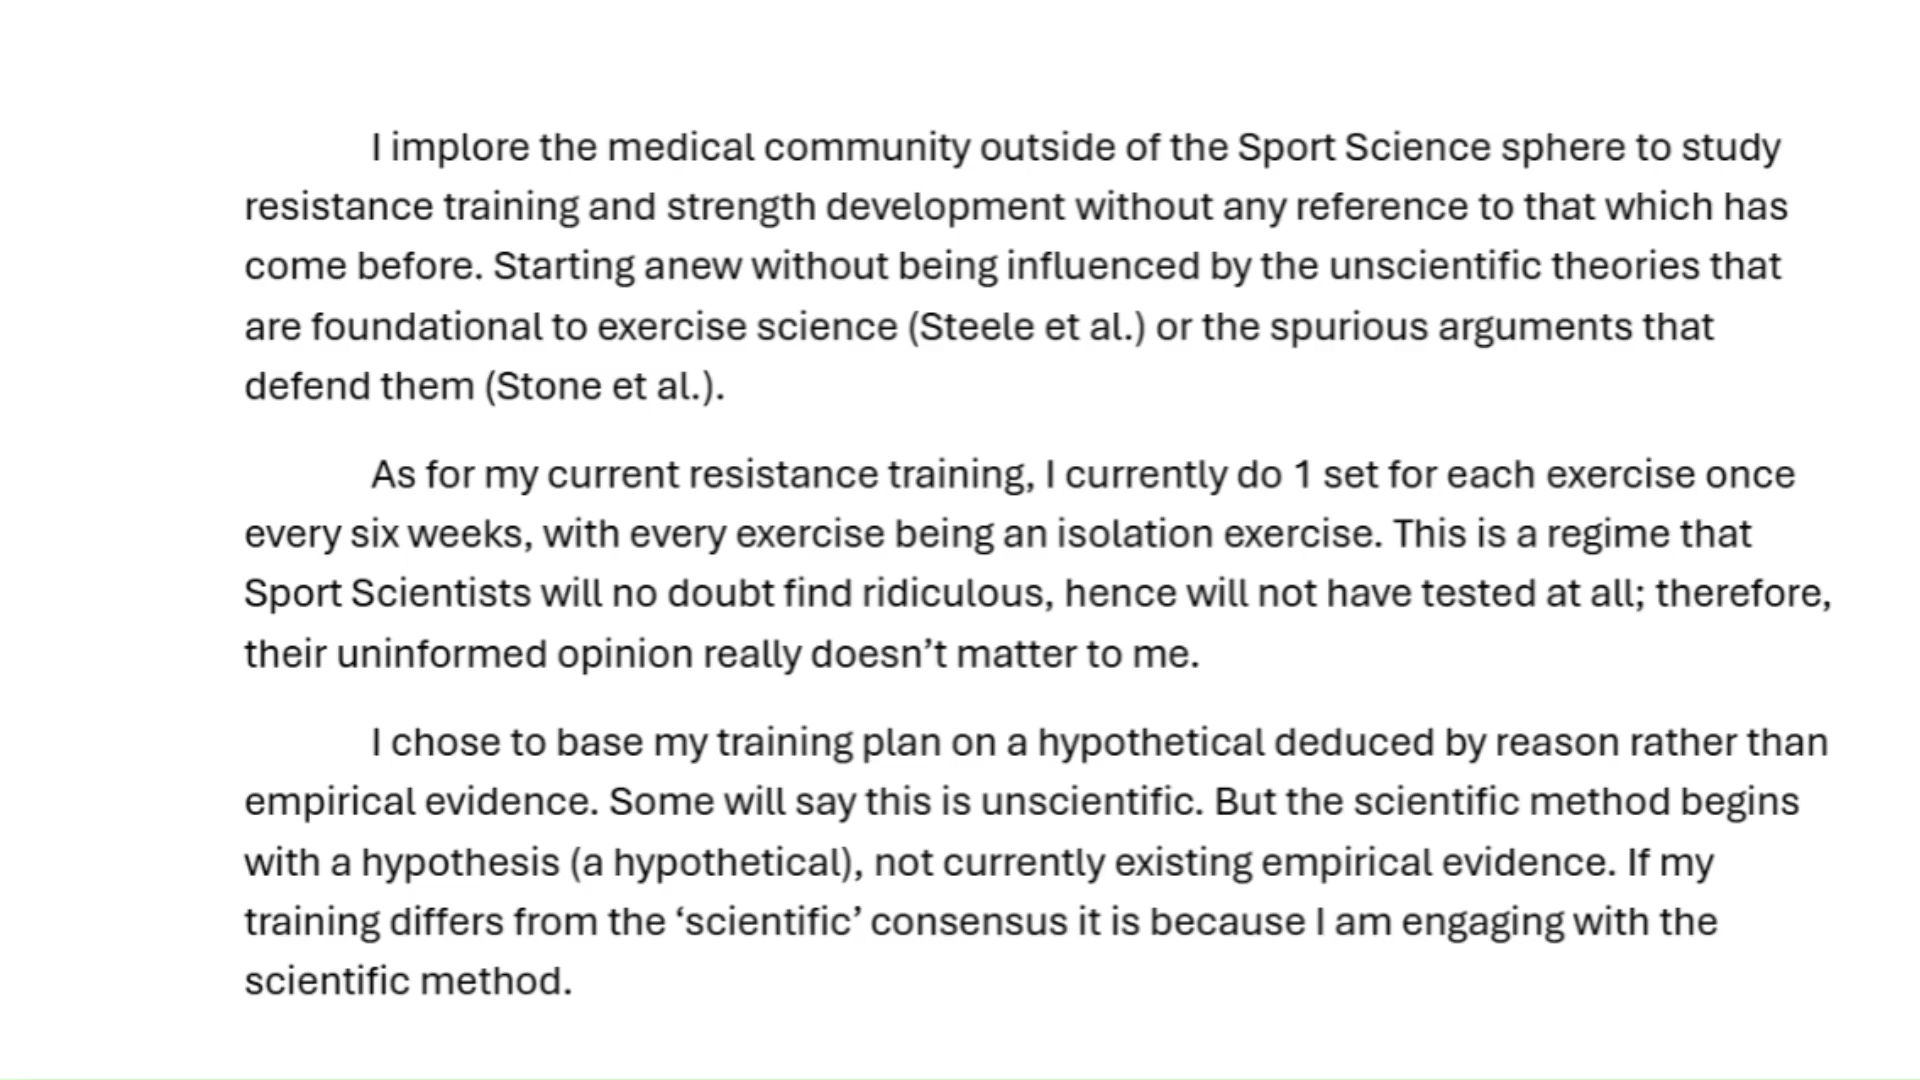 I implore the medical community outside of the Sport Science sphere to study
resistance training and strength development without any reference to that which has
come before. Starting anew without being influenced by the unscientific theories that
are foundational to exercise science (Steele et al.) or the spurious arguments that
defend them (Stone et al.).
As for my current resistance training, I currently do 1 set for each exercise once
every six weeks, with every exercise being an isolation exercise. This is a regime that
Sport Scientists will no doubt find ridiculous, hence will not have tested at all; therefore,
their uninformed opinion really doesn’t matter to me.
I chose to base my training plan on a hypothetical deduced by reason rather than
empirical evidence. Some will say this is unscientific. But the scientific method begins
with a hypothesis (a hypothetical), not currently existing empirical evidence. If my
training differs from the ‘scientific’ consensus it is because I am engaging with the
scientific method.